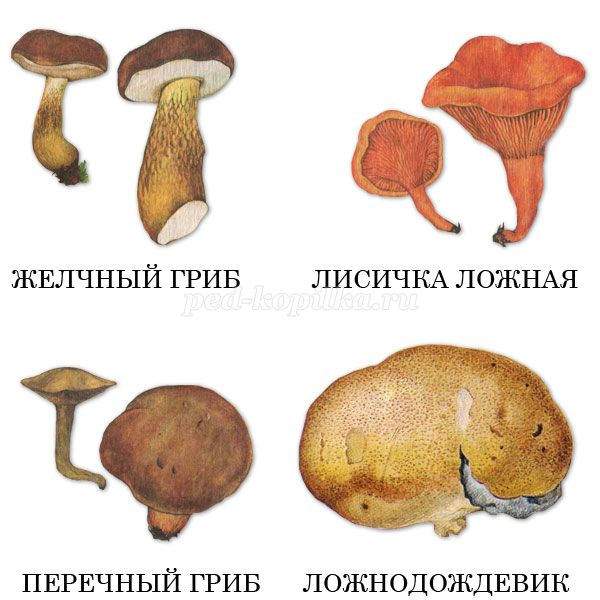 ЖЕЛЧНЫЙ ГРИБ
ЛИСИЧКА ЛОЖНАЯ
ped-kopilka.ru
ПЕРЕЧНЫЙ ГРИБ
ЛОЖНОДОЖДЕВИК